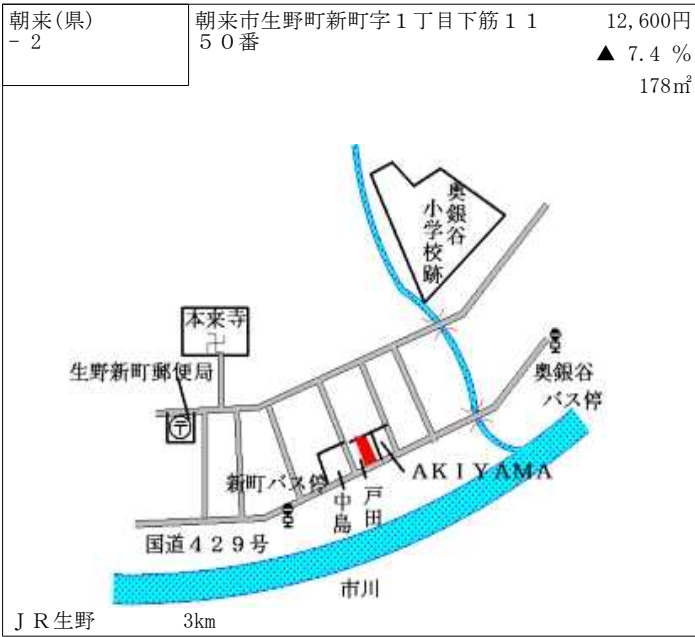 朝来(県)
- 2
朝来市生野町新町字１丁目下筋１１
５０番
12,600円
▲ 7.4 %
178㎡
奥銀谷
小学校跡
本来寺
卍
生野新町郵便局
〒
奥銀谷
バス停
新町バス停
中島
戸田
ＡＫＩＹＡＭＡ
国道４２９号
市川
ＪＲ生野
3km